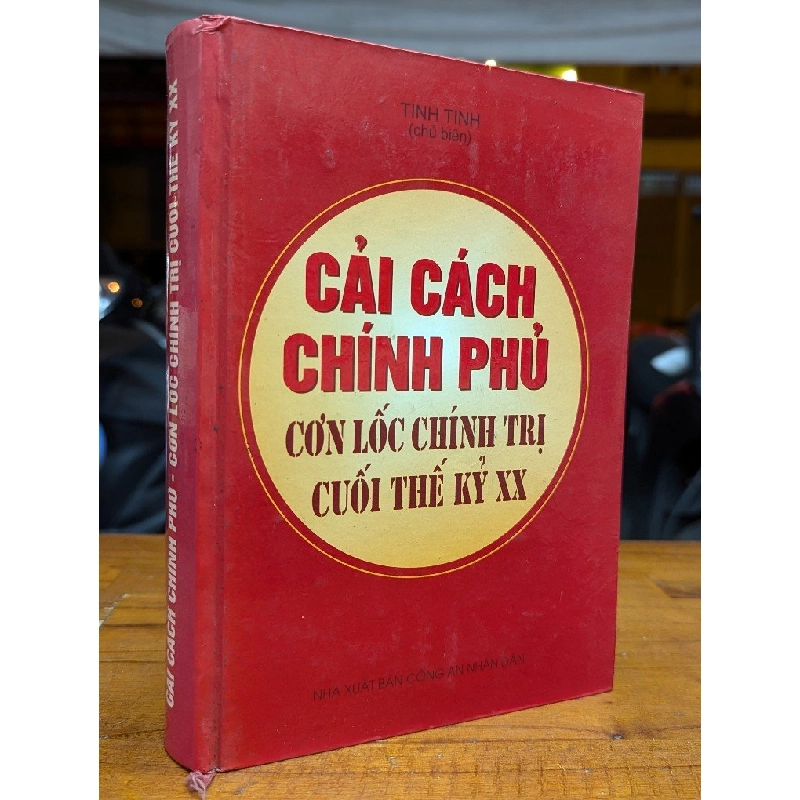 TINH TINH
(chủ biên)
CẢI CÁCH
CHÍNH PHỦ
CƠN LỐC CHÍNH TRỊ
CUỐI THẾ KỶ XX
NHÀ XUẤT BẢN CÔNG AN NHÂN DÂN
CẢI CÁCH CHÍNH PHỦ - CƠN LỐC CHÍNH TRỊ CUỐI THẾ KỶ XX